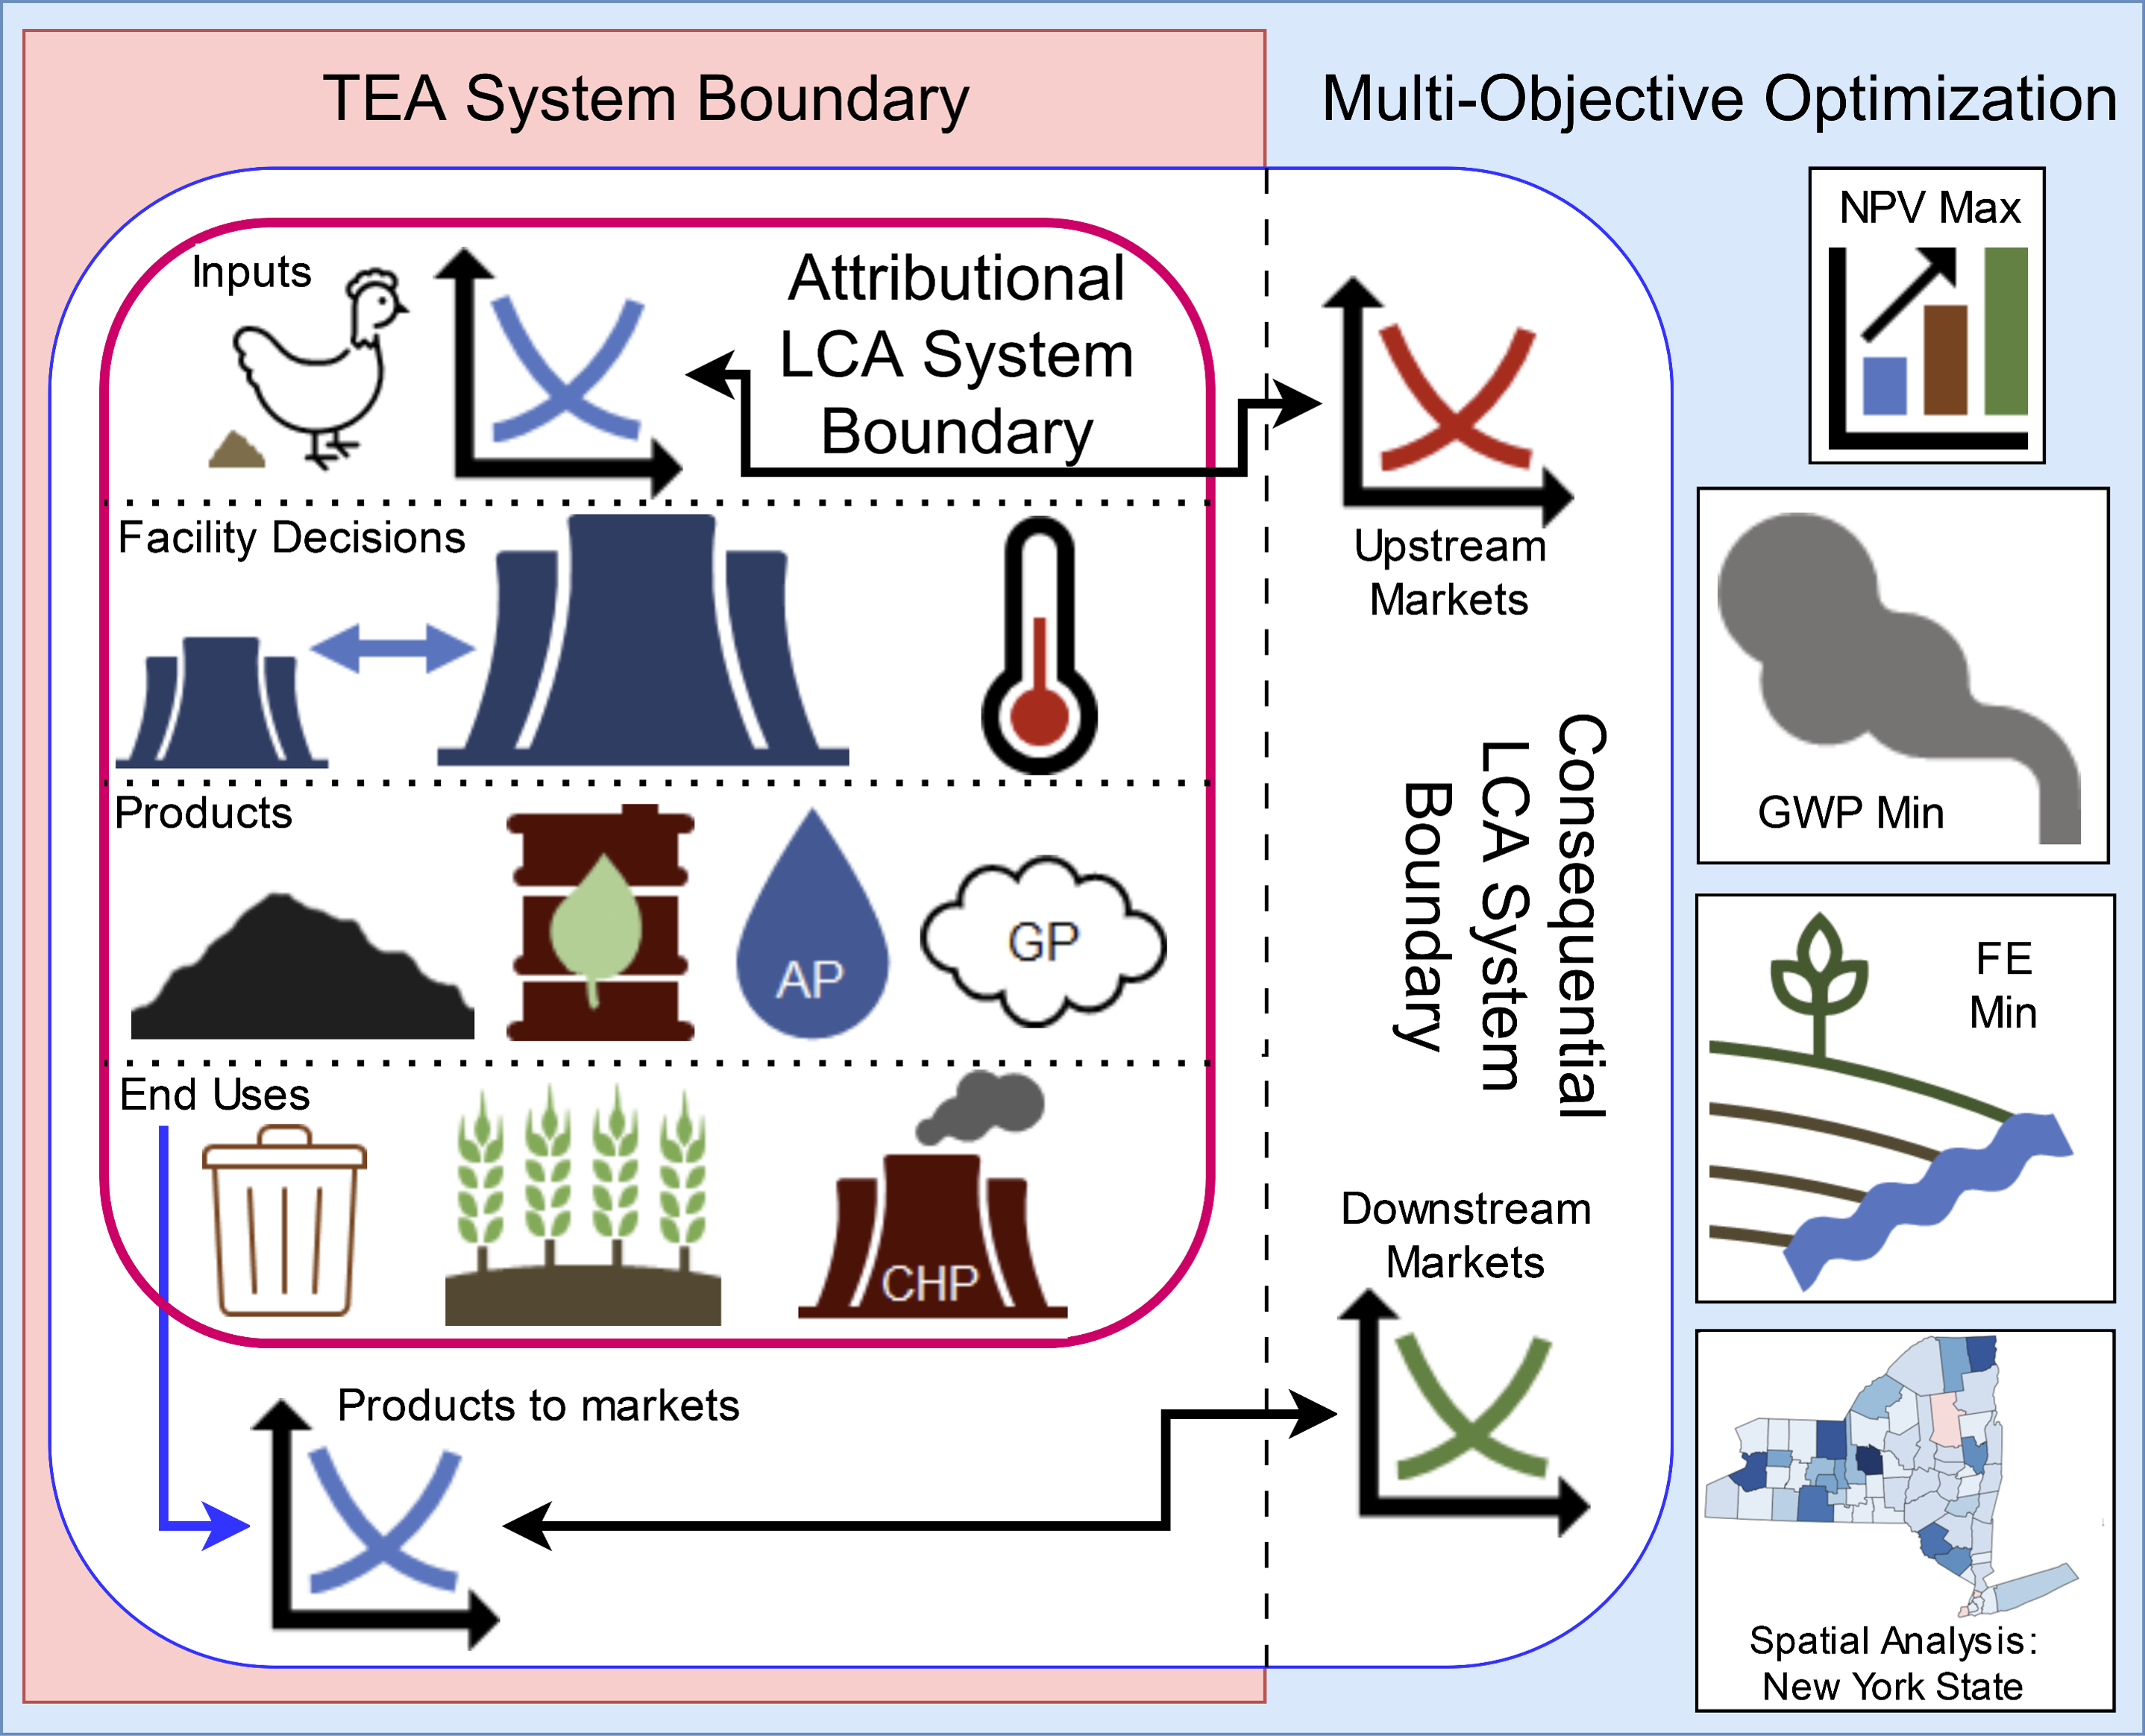 TEA System Boundary
Multi-Objective Optimization
Inputs
Attributional
LCA System
Boundary
Facility Decisions
Products
AP
GP
End Uses
CHP
Products to markets
Upstream
Markets
Consequential
LCA System
Boundary
Downstream
Markets
NPV Max
GWP Min
FE
Min
Spatial Analysis:
New York State